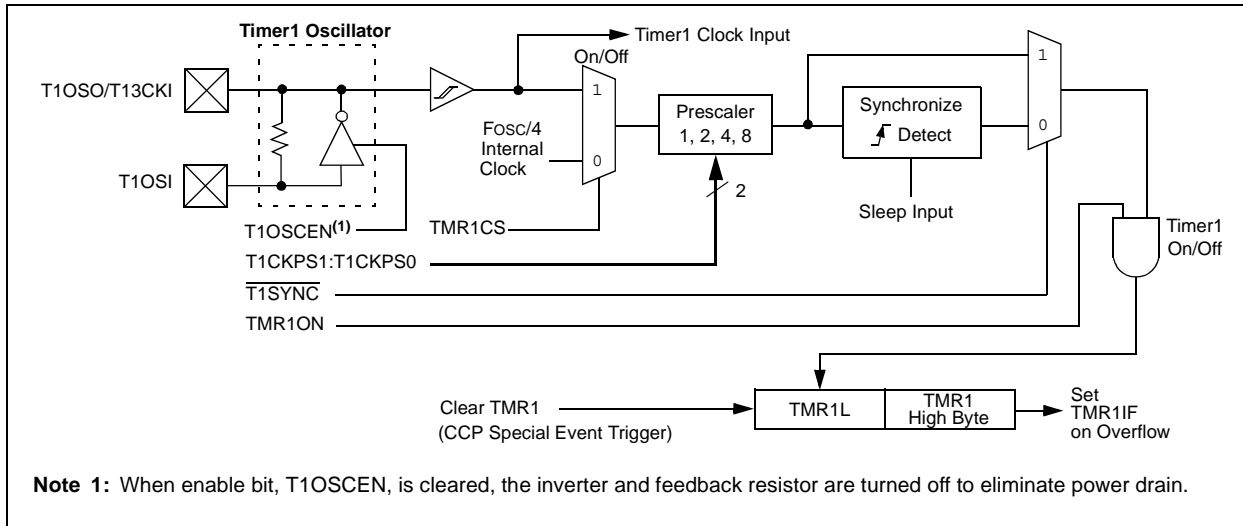 Timer1 Oscillator
Timer1 Clock Input
On/Off
T1OSO/T13CKI
1
0
FOSC/4
Internal
Clock
Prescaler
1, 2, 4, 8
2
Synchronize
Detect
Sleep Input
1
0
T1OSI
T1OSCEN(1)
TMR1CS
T1CKPS1:T1CKPS0
T1SYNC
TMR1ON
Timer1
On/Off
Clear TMR1
(CCP Special Event Trigger)
TMR1L
TMR1
High Byte
Set
TMR1IF
on Overflow
Note 1: When enable bit, T1OSCEN, is cleared, the inverter and feedback resistor are turned off to eliminate power drain.